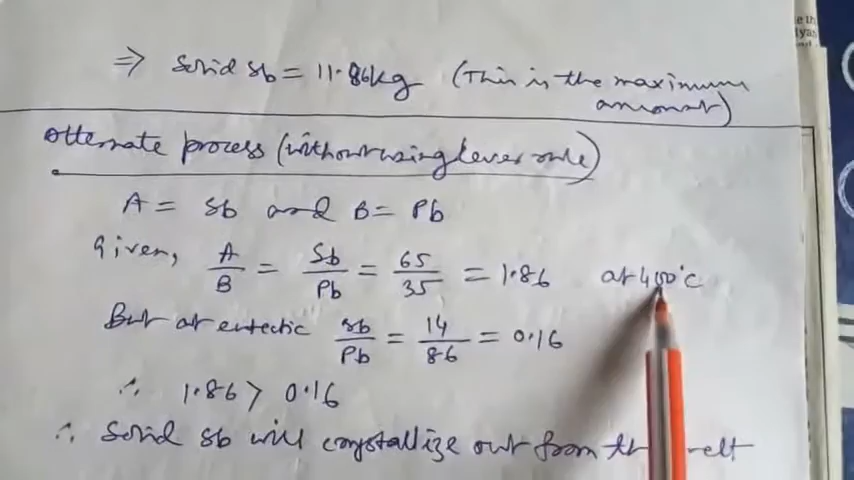 ⇒ Solid Sb = 11.86kg (This is the maximum
amount)
Alternate process (without using lever rule)
A = Sb and B = Pb
Given, A/B = Sb/Pb = 65/35 = 1.86 at 400°C
But at eutectic Sb/Pb = 14/86 = 0.16
∴ 1.86 > 0.16
∴ Solid Sb will crystallize out from the melt